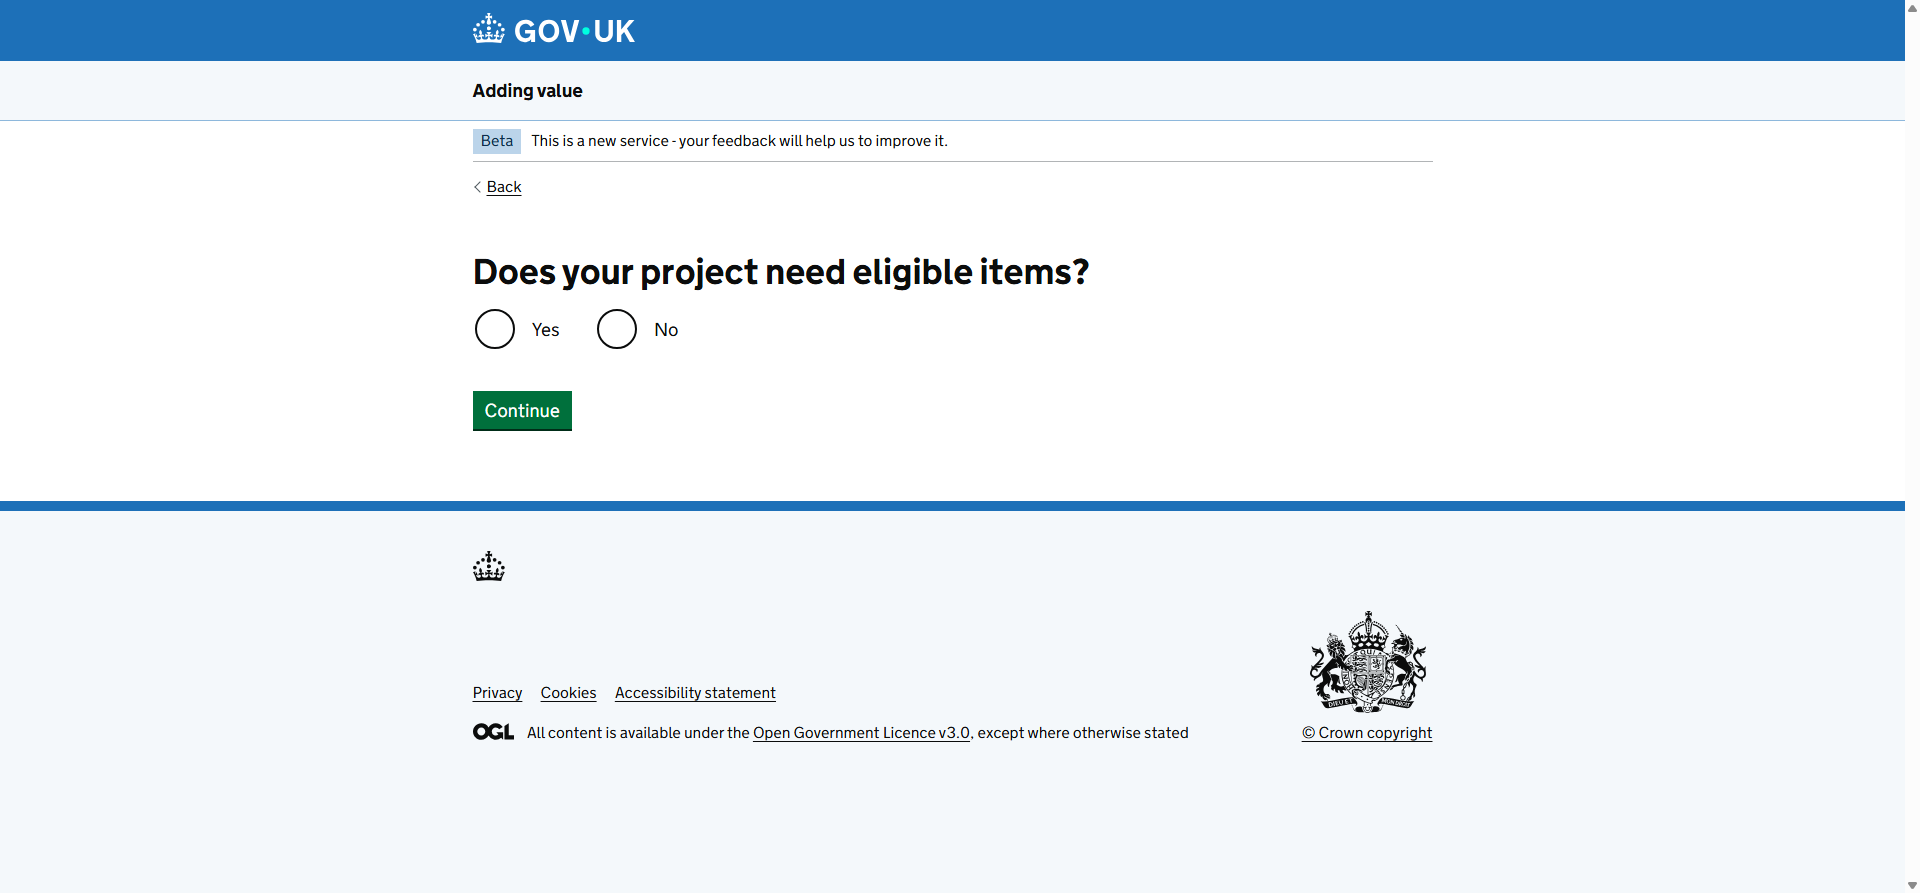 GOV·UK
Adding value
Beta This is a new service - your feedback will help us to improve it.
Back
Does your project need eligible items?
Yes No
Continue
Privacy Cookies Accessibility statement
OGL All content is available under the Open Government Licence v3.0, except where otherwise stated
© Crown copyright